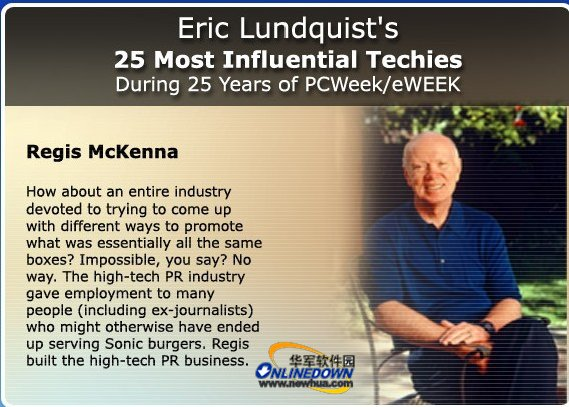 Eric Lundquist's
25 Most Influential Techies
During 25 Years of PCWeek/eWEEK
Regis McKenna
How about an entire industry
devoted to trying to come up
with different ways to promote
what was essentially all the same
boxes? Impossible, you say? No
way. The high-tech PR industry
gave employment to many
people (including ex-journalists)
who might otherwise have ended
up serving Sonic burgers. Regis
built the high-tech PR business.
华军软件园
ONLINEDOWN
www.newhua.com